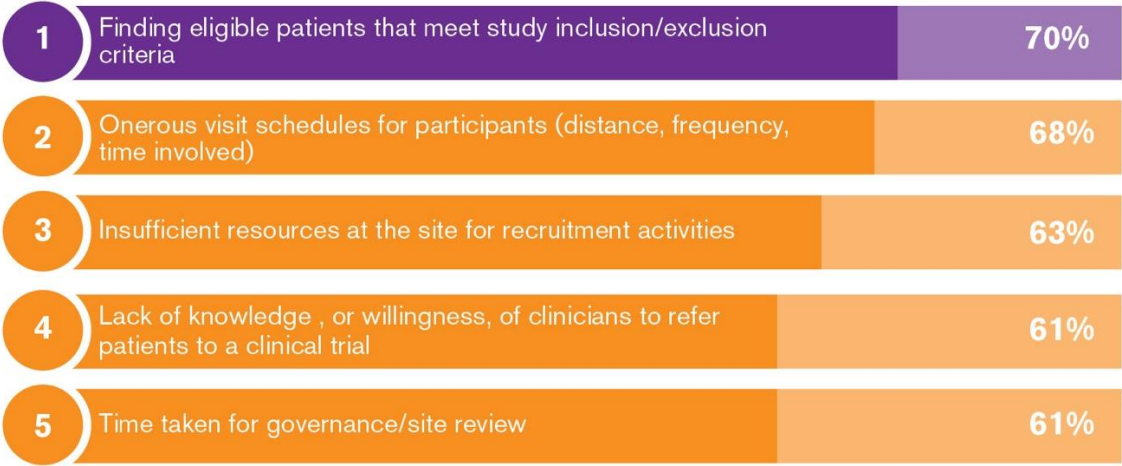 1
Finding eligible patients that meet study inclusion/exclusion
criteria
70%
2
Onerous visit schedules for participants (distance, frequency,
time involved)
68%
3
Insufficient resources at the site for recruitment activities
63%
4
Lack of knowledge , or willingness, of clinicians to refer
patients to a clinical trial
61%
5
Time taken for governance/site review
61%